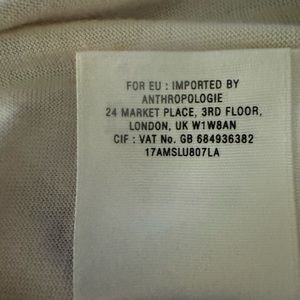 FOR EU : IMPORTED BY
ANTHROPOLOGIE
24 MARKET PLACE, 3RD FLOOR,
LONDON, UK W1W8AN
CIF : VAT No. GB 684936382
17AMSLU807LA